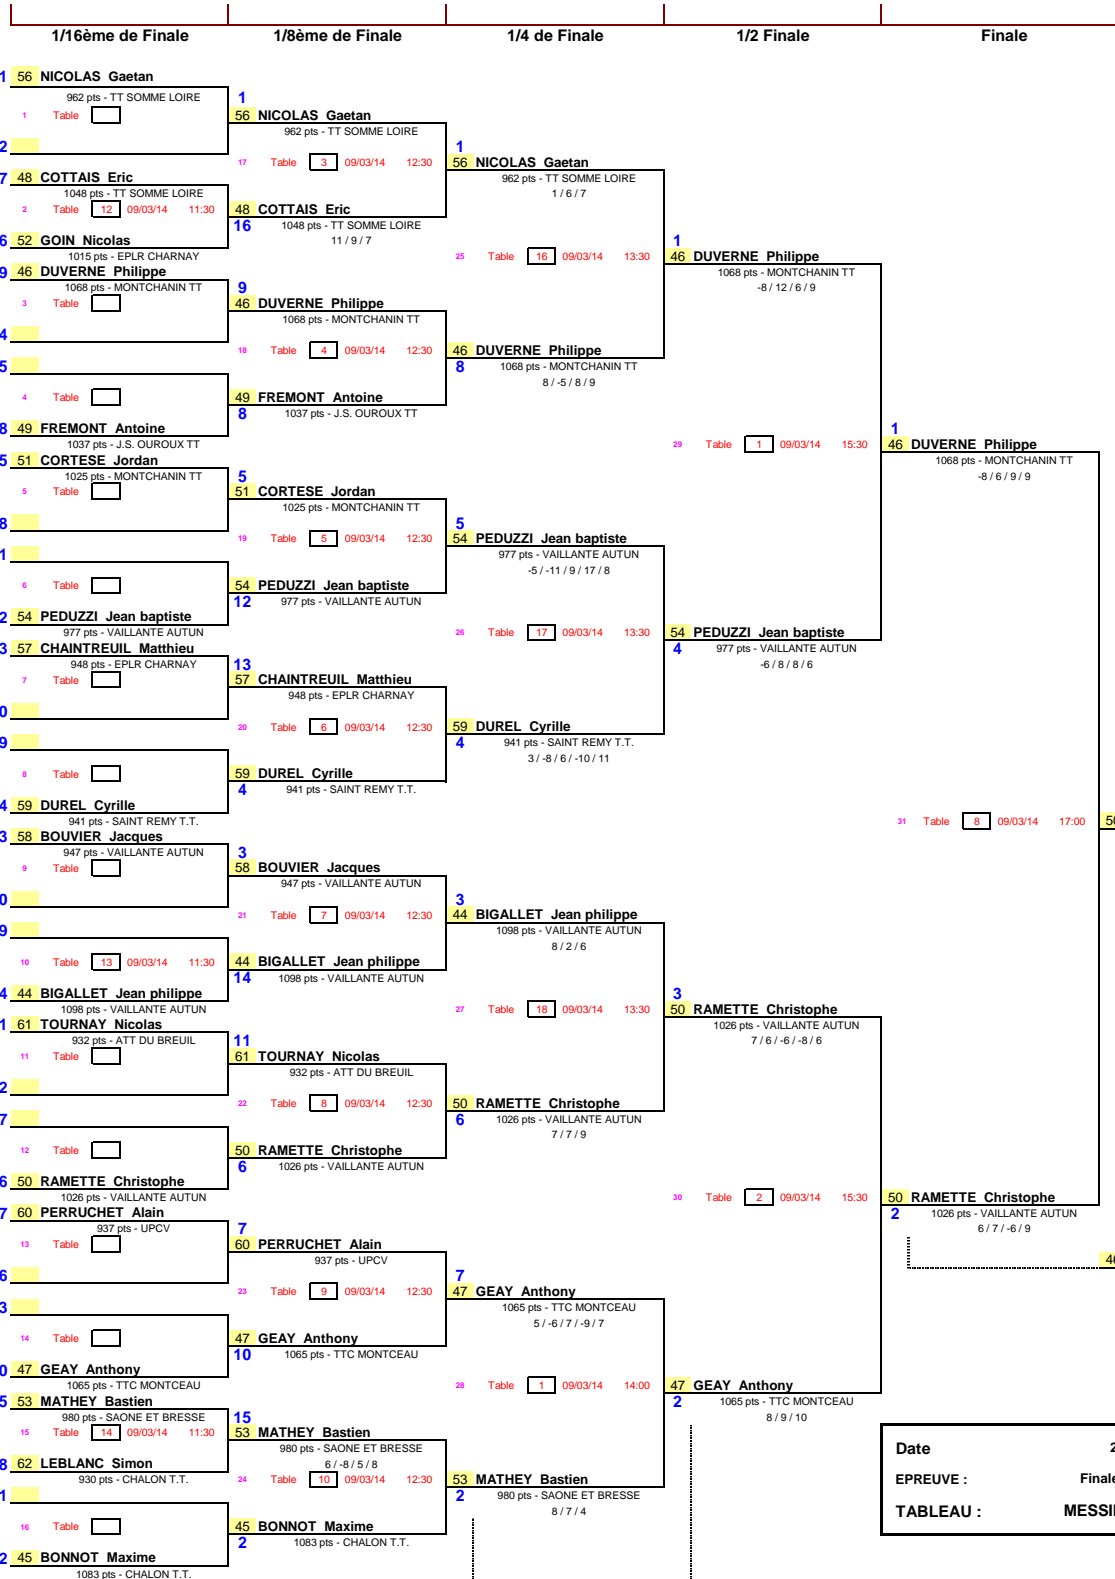 1/16ème de Finale
1/8ème de Finale
1/4 de Finale
1/2 Finale
Finale
1 56 NICOLAS Gaetan
962 pts - TT SOMME LOIRE
1 Table
2
7 48 COTTAIS Eric
1048 pts - TT SOMME LOIRE
2 Table 12 09/03/14 11:30
6 52 GOIN Nicolas
1015 pts - EPLR CHARNAY
9 46 DUVERNE Philippe
1068 pts - MONTCHANIN TT
3 Table
4
5
4 Table
8 49 FREMONT Antoine
1037 pts - J.S. OUROUX TT
5 51 CORTESE Jordan
1025 pts - MONTCHANIN TT
5 Table
8
1
6 Table
2 54 PEDUZZI Jean baptiste
977 pts - VAILLANTE AUTUN
3 57 CHAINTREUIL Matthieu
948 pts - EPLR CHARNAY
7 Table
0
9
8 Table
4 59 DUREL Cyrille
941 pts - SAINT REMY T.T.
3 58 BOUVIER Jacques
947 pts - VAILLANTE AUTUN
9 Table
0
9
10 Table 13 09/03/14 11:30
4 44 BIGALLET Jean philippe
1098 pts - VAILLANTE AUTUN
1 61 TOURNAY Nicolas
932 pts - ATT DU BREUIL
11 Table
2
7
12 Table
6 50 RAMETTE Christophe
1026 pts - VAILLANTE AUTUN
7 60 PERRUCHET Alain
937 pts - UPCV
13 Table
6
3
14 Table
0 47 GEAY Anthony
1065 pts - TTC MONTCEAU
5 53 MATHEY Bastien
980 pts - SAONE ET BRESSE
15 Table 14 09/03/14 11:30
8 62 LEBLANC Simon
930 pts - CHALON T.T.
1
16 Table
2 45 BONNOT Maxime
1083 pts - CHALON T.T.
1
56 NICOLAS Gaetan
962 pts - TT SOMME LOIRE
17 Table 3 09/03/14 12:30
48 COTTAIS Eric
16 1048 pts - TT SOMME LOIRE
11 / 9 / 7
9
46 DUVERNE Philippe
1068 pts - MONTCHANIN TT
18 Table 4 09/03/14 12:30
49 FREMONT Antoine
8 1037 pts - J.S. OUROUX TT
5
51 CORTESE Jordan
1025 pts - MONTCHANIN TT
19 Table 5 09/03/14 12:30
54 PEDUZZI Jean baptiste
12 977 pts - VAILLANTE AUTUN
13
57 CHAINTREUIL Matthieu
948 pts - EPLR CHARNAY
20 Table 6 09/03/14 12:30
59 DUREL Cyrille
4 941 pts - SAINT REMY T.T.
3
58 BOUVIER Jacques
947 pts - VAILLANTE AUTUN
21 Table 7 09/03/14 12:30
44 BIGALLET Jean philippe
14 1098 pts - VAILLANTE AUTUN
11
61 TOURNAY Nicolas
932 pts - ATT DU BREUIL
22 Table 8 09/03/14 12:30
50 RAMETTE Christophe
6 1026 pts - VAILLANTE AUTUN
7
60 PERRUCHET Alain
937 pts - UPCV
23 Table 9 09/03/14 12:30
47 GEAY Anthony
10 1065 pts - TTC MONTCEAU
15
53 MATHEY Bastien
980 pts - SAONE ET BRESSE
6 / -8 / 5 / 8
24 Table 10 09/03/14 12:30
45 BONNOT Maxime
2 1083 pts - CHALON T.T.
1
56 NICOLAS Gaetan
962 pts - TT SOMME LOIRE
1 / 6 / 7
25 Table 16 09/03/14 13:30
46 DUVERNE Philippe
8 1068 pts - MONTCHANIN TT
8 / -5 / 8 / 9
5
54 PEDUZZI Jean baptiste
977 pts - VAILLANTE AUTUN
-5 / -11 / 9 / 17 / 8
26 Table 17 09/03/14 13:30
59 DUREL Cyrille
4 941 pts - SAINT REMY T.T.
3 / -8 / 6 / -10 / 11
3
44 BIGALLET Jean philippe
1098 pts - VAILLANTE AUTUN
8 / 2 / 6
27 Table 18 09/03/14 13:30
50 RAMETTE Christophe
6 1026 pts - VAILLANTE AUTUN
7 / 7 / 9
7
47 GEAY Anthony
1065 pts - TTC MONTCEAU
5 / -6 / 7 / -9 / 7
28 Table 1 09/03/14 14:00
53 MATHEY Bastien
2 980 pts - SAONE ET BRESSE
8 / 7 / 4
1
46 DUVERNE Philippe
1068 pts - MONTCHANIN TT
-8 / 12 / 6 / 9
29 Table 1 09/03/14 15:30
54 PEDUZZI Jean baptiste
4 977 pts - VAILLANTE AUTUN
-6 / 8 / 8 / 6
3
50 RAMETTE Christophe
1026 pts - VAILLANTE AUTUN
7 / 6 / -6 / -8 / 6
30 Table 2 09/03/14 15:30
47 GEAY Anthony
2 1065 pts - TTC MONTCEAU
8 / 9 / 10
1
46 DUVERNE Philippe
1068 pts - MONTCHANIN TT
-8 / 6 / 9 / 9
31 Table 8 09/03/14 17:00
50
50 RAMETTE Christophe
2 1026 pts - VAILLANTE AUTUN
6 / 7 / -6 / 9
46
Date 2
EPREUVE : Finale
TABLEAU : MESSI